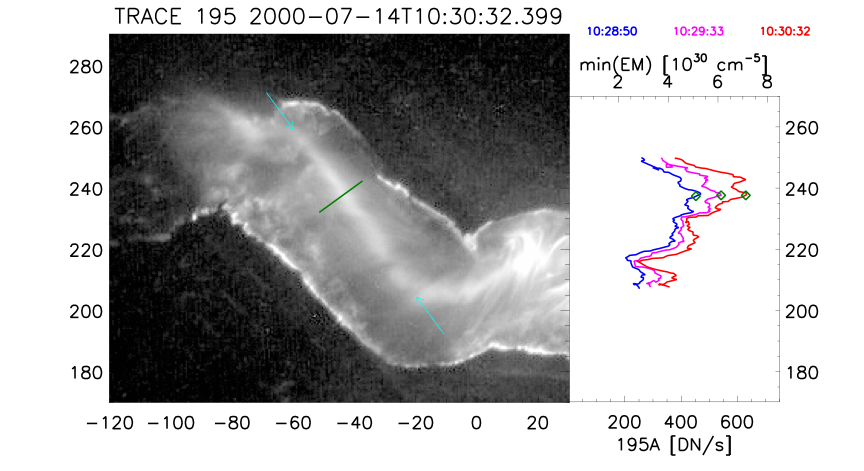 TRACE 195 2000-07-14T10:30:32.399
10:28:50 10:29:33 10:30:32
min(EM) [10³⁰ cm⁻⁵]
2 4 6 8
280 260 240 220 200 180
260 240 220 200 180
-120 -100 -80 -60 -40 -20 0 20
200 400 600
195A [DN/s]